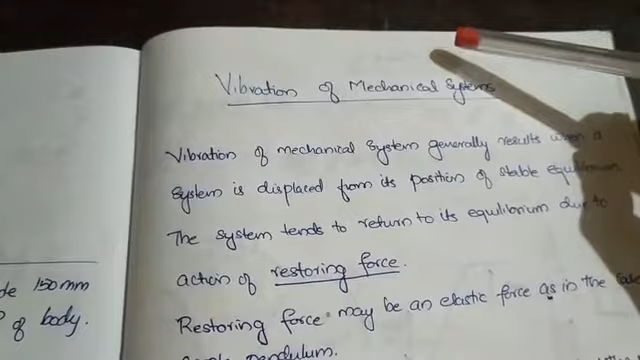 Vibration of Mechanical Systems
Vibration of mechanical system generally results when a
system is displaced from its position of stable equilibrium
The system tends to return to its equilibrium due to
action of restoring force.
Restoring force may be an elastic force as in the
pendulum.
de 150mm
of body.